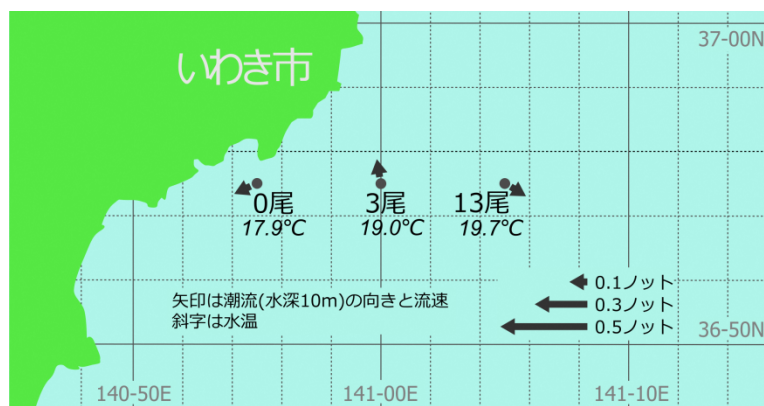 37-00N
いわき市
0尾
3尾
13尾
17.9℃
19.0℃
19.7℃
0.1ノット
矢印は潮流(水深10m)の向きと流速
0.3ノット
斜字は水温
0.5ノット
36-50N
140-50E
141-00E
141-10E